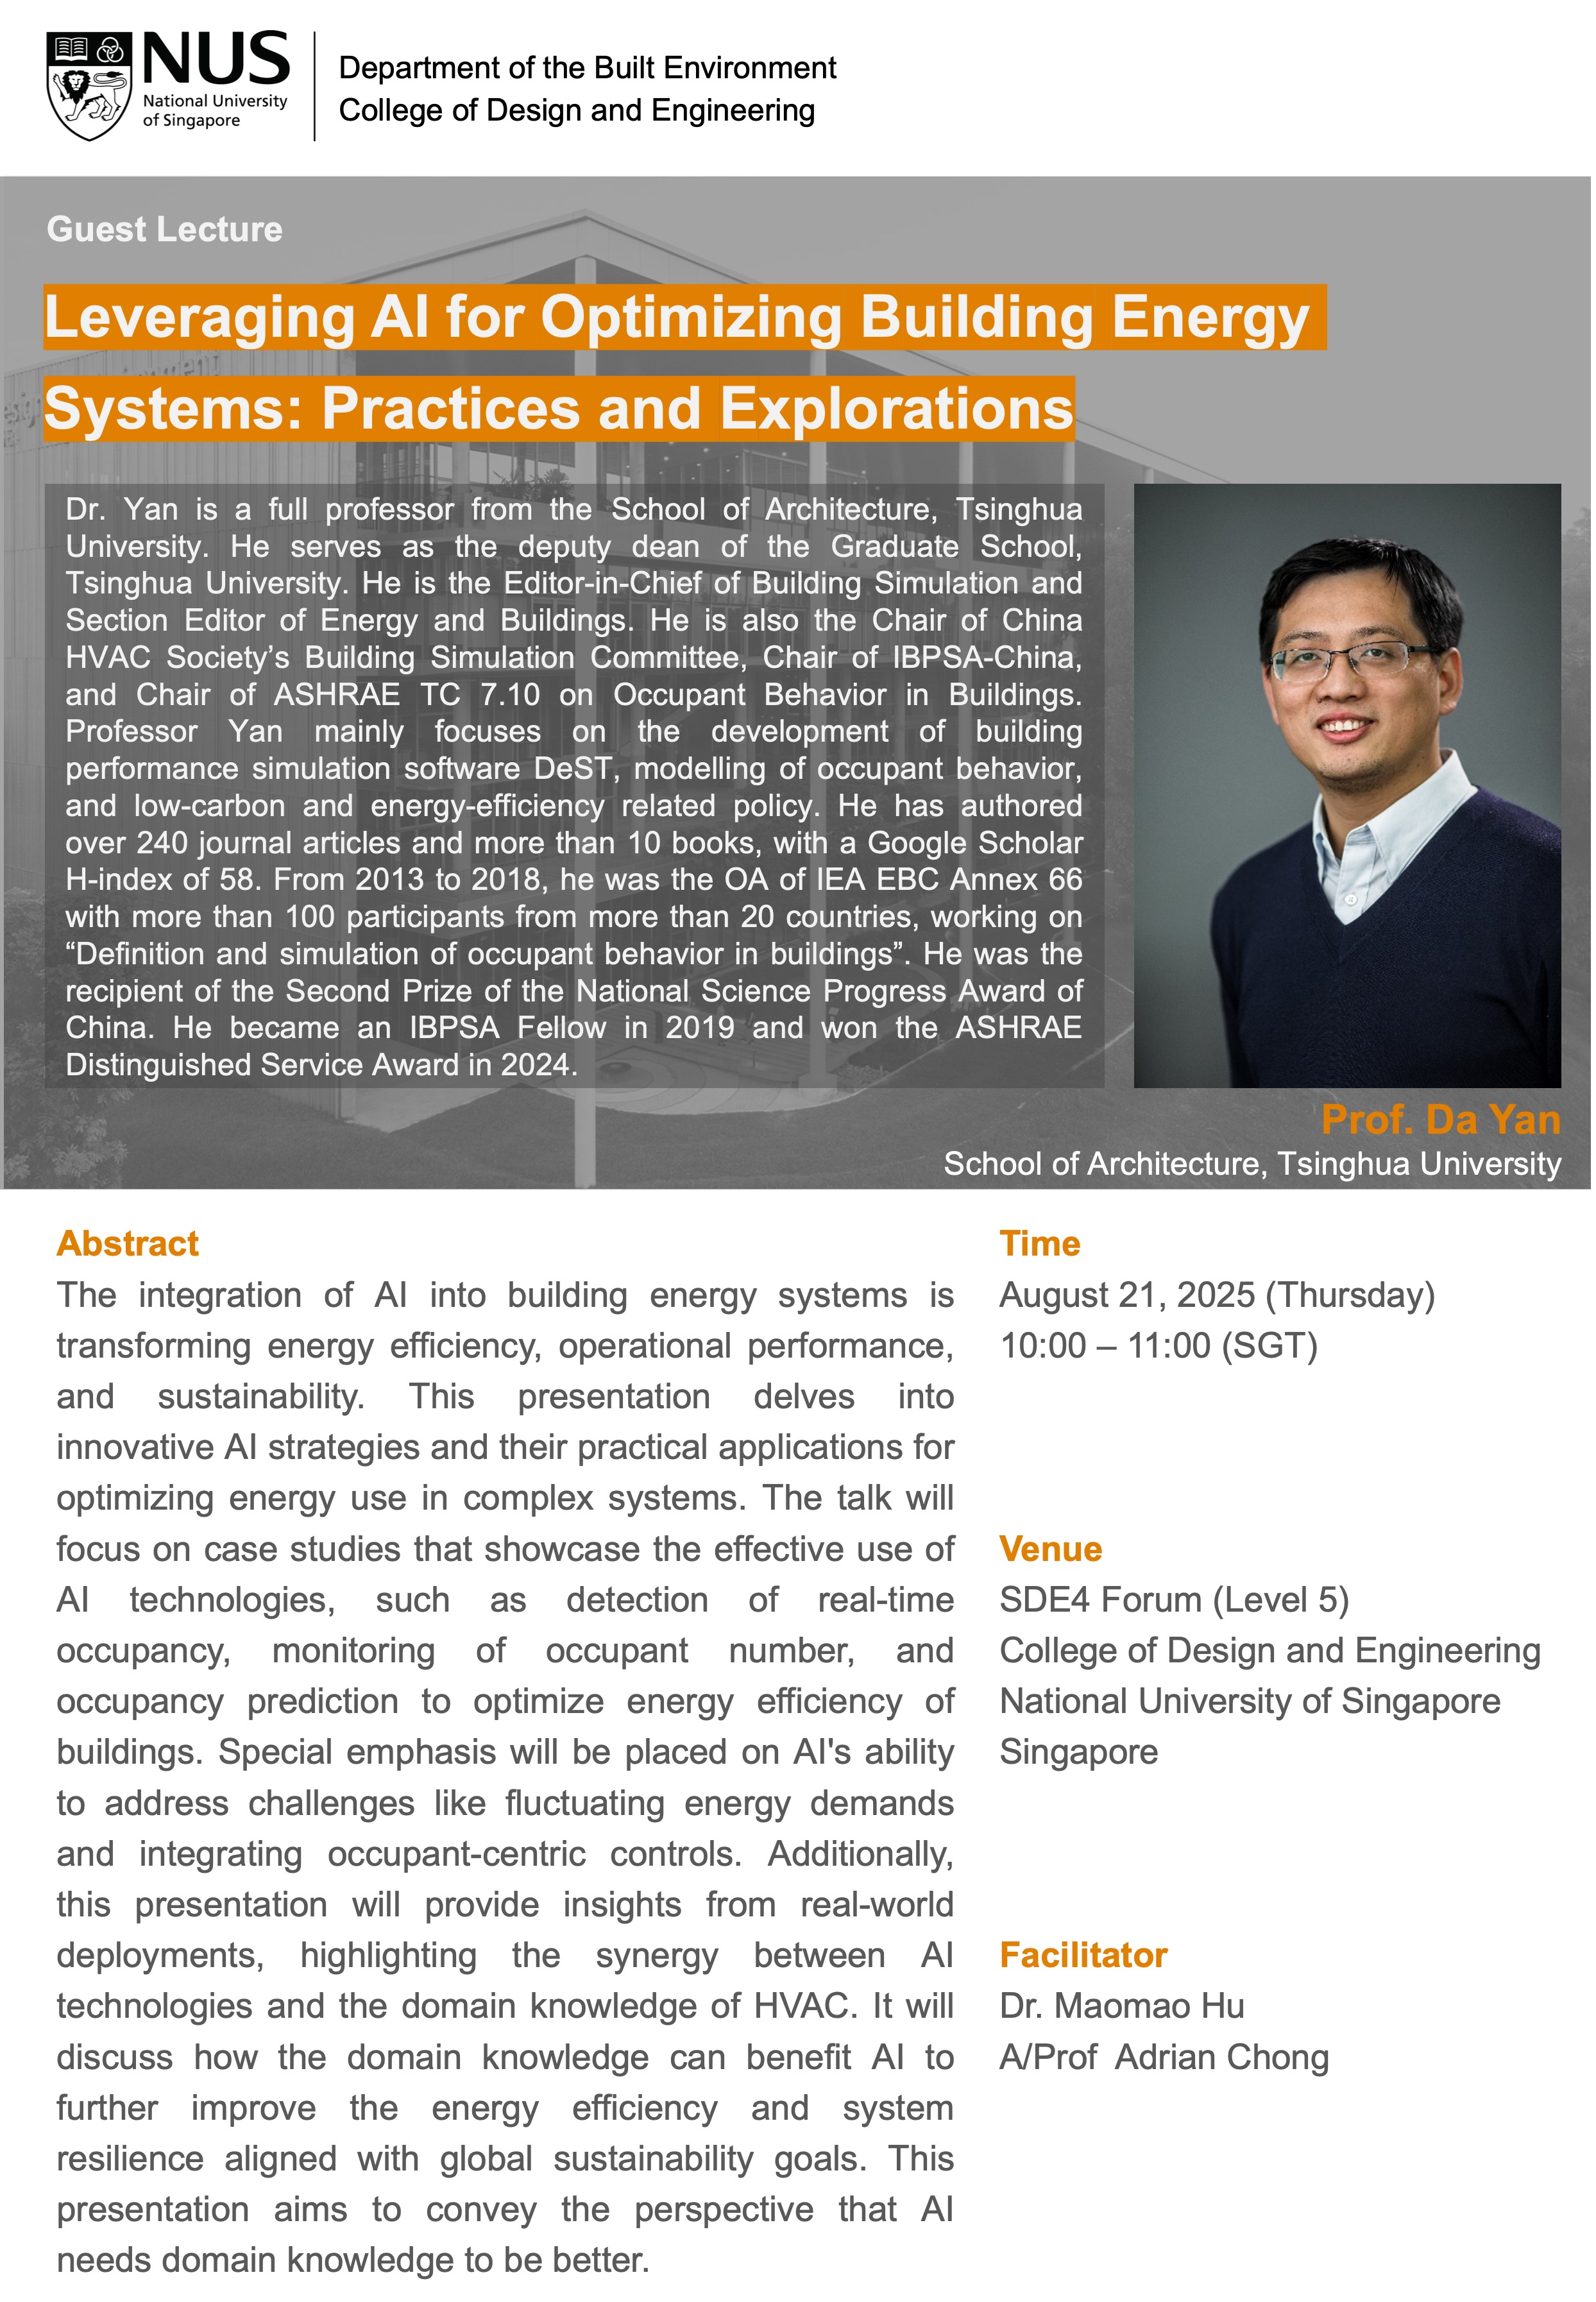 NUS
National University
of Singapore
Department of the Built Environment
College of Design and Engineering
Guest Lecture
Leveraging AI for Optimizing Building Energy
Systems: Practices and Explorations
Dr. Yan is a full professor from the School of Architecture, Tsinghua
University. He serves as the deputy dean of the Graduate School,
Tsinghua University. He is the Editor-in-Chief of Building Simulation and
Section Editor of Energy and Buildings. He is also the Chair of China
HVAC Society’s Building Simulation Committee, Chair of IBPSA-China,
and Chair of ASHRAE TC 7.10 on Occupant Behavior in Buildings.
Professor Yan mainly focuses on the development of building
performance simulation software DeST, modelling of occupant behavior,
and low-carbon and energy-efficiency related policy. He has authored
over 240 journal articles and more than 10 books, with a Google Scholar
H-index of 58. From 2013 to 2018, he was the OA of IEA EBC Annex 66
with more than 100 participants from more than 20 countries, working on
“Definition and simulation of occupant behavior in buildings”. He was the
recipient of the Second Prize of the National Science Progress Award of
China. He became an IBPSA Fellow in 2019 and won the ASHRAE
Distinguished Service Award in 2024.
Prof. Da Yan
School of Architecture, Tsinghua University
Abstract
The integration of AI into building energy systems is
transforming energy efficiency, operational performance,
and sustainability. This presentation delves into
innovative AI strategies and their practical applications for
optimizing energy use in complex systems. The talk will
focus on case studies that showcase the effective use of
AI technologies, such as detection of real-time
occupancy, monitoring of occupant number, and
occupancy prediction to optimize energy efficiency of
buildings. Special emphasis will be placed on AI's ability
to address challenges like fluctuating energy demands
and integrating occupant-centric controls. Additionally,
this presentation will provide insights from real-world
deployments, highlighting the synergy between AI
technologies and the domain knowledge of HVAC. It will
discuss how the domain knowledge can benefit AI to
further improve the energy efficiency and system
resilience aligned with global sustainability goals. This
presentation aims to convey the perspective that AI
needs domain knowledge to be better.
Time
August 21, 2025 (Thursday)
10:00 – 11:00 (SGT)
Venue
SDE4 Forum (Level 5)
College of Design and Engineering
National University of Singapore
Singapore
Facilitator
Dr. Maomao Hu
A/Prof  Adrian Chong